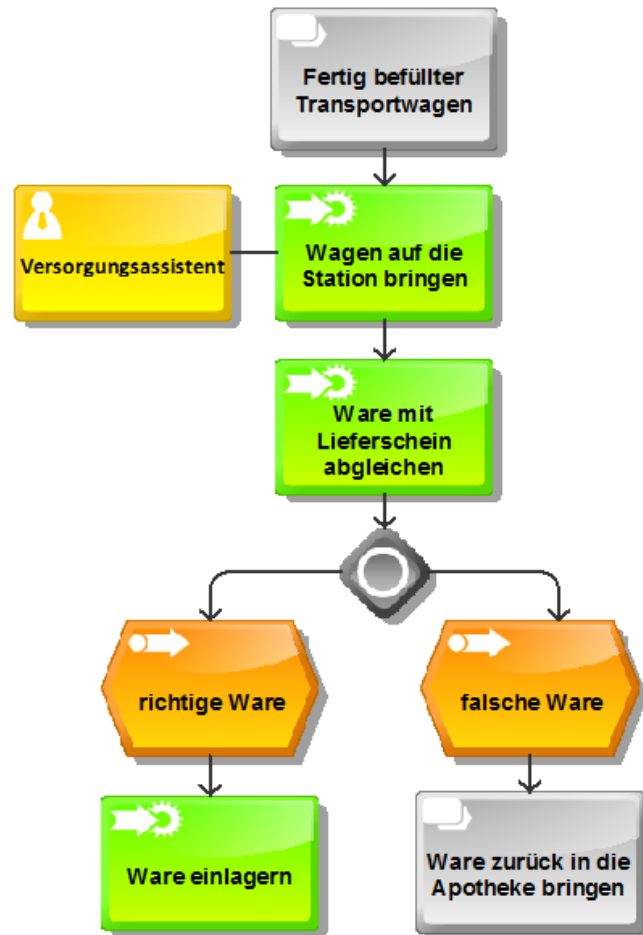 Fertig befüllter
Transportwagen
Versorgungsassistent
Wagen auf die
Station bringen
Ware mit
Lieferschein
abgleichen
richtige Ware
falsche Ware
Ware einlagern
Ware zurück in die
Apotheke bringen